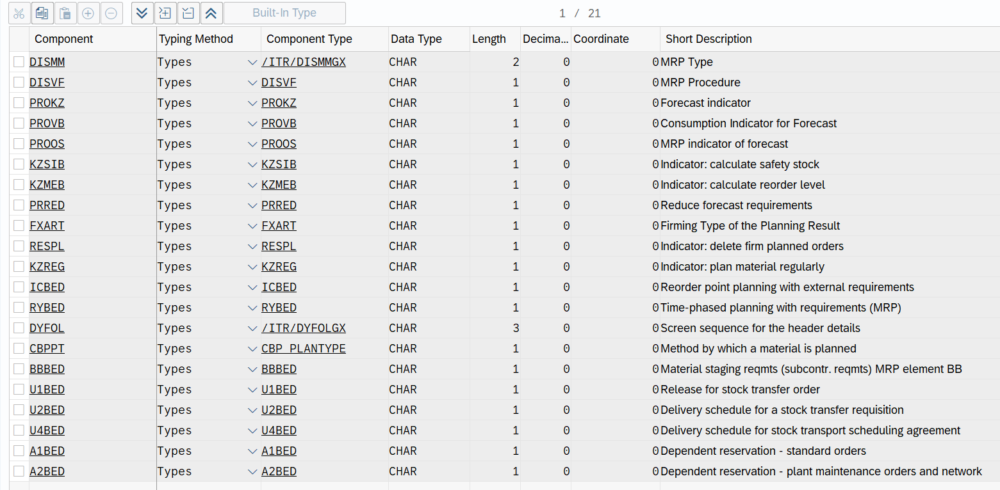 Built-In Type 1 / 21
Component Typing Method Component Type Data Type Length Decima... Coordinate Short Description
DISMM Types /ITR/DISMMGX CHAR 2 0 0 MRP Type
DISVF Types DISVF CHAR 1 0 0 MRP Procedure
PROKZ Types PROKZ CHAR 1 0 0 Forecast indicator
PROVB Types PROVB CHAR 1 0 0 Consumption Indicator for Forecast
PROOS Types PROOS CHAR 1 0 0 MRP indicator of forecast
KZSIB Types KZSIB CHAR 1 0 0 Indicator: calculate safety stock
KZMEB Types KZMEB CHAR 1 0 0 Indicator: calculate reorder level
PRRED Types PRRED CHAR 1 0 0 Reduce forecast requirements
FXART Types FXART CHAR 1 0 0 Firming Type of the Planning Result
RESPL Types RESPL CHAR 1 0 0 Indicator: delete firm planned orders
KZREG Types KZREG CHAR 1 0 0 Indicator: plan material regularly
ICBED Types ICBED CHAR 1 0 0 Reorder point planning with external requirements
RYBED Types RYBED CHAR 1 0 0 Time-phased planning with requirements (MRP)
DYFOL Types /ITR/DYFOLGX CHAR 3 0 0 Screen sequence for the header details
CBPPT Types CBP_PLANTYPE CHAR 1 0 0 Method by which a material is planned
BBBED Types BBBED CHAR 1 0 0 Material staging reqmts (subcontr. reqmts) MRP element BB
U1BED Types U1BED CHAR 1 0 0 Release for stock transfer order
U2BED Types U2BED CHAR 1 0 0 Delivery schedule for a stock transfer requisition
U4BED Types U4BED CHAR 1 0 0 Delivery schedule for stock transport scheduling agreement
A1BED Types A1BED CHAR 1 0 0 Dependent reservation - standard orders
A2BED Types A2BED CHAR 1 0 0 Dependent reservation - plant maintenance orders and network